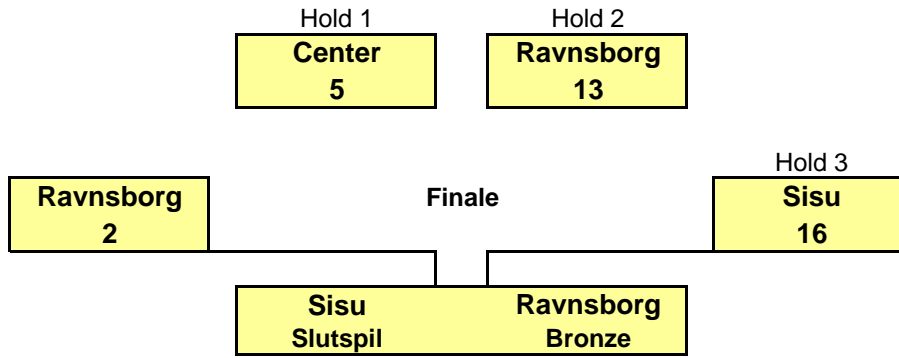 Hold 1 Hold 2
Center Ravnsborg
5 13
Hold 3
Ravnsborg Finale Sisu
2 16
Sisu Ravnsborg
Slutspil Bronze